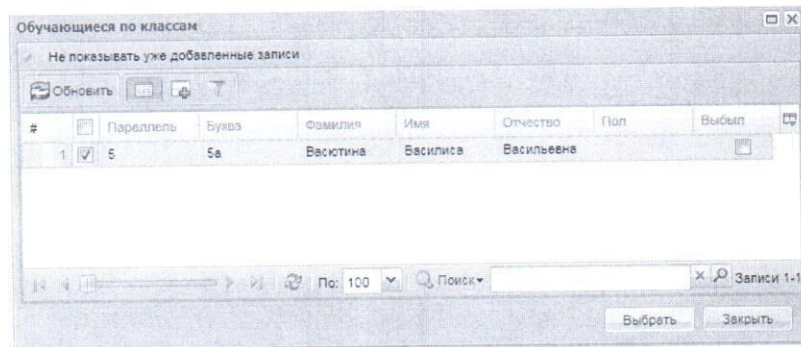 Обучающиеся по классам
Не показывать уже добавленные записи
Обновить
# Параллель Буква Фамилия Имя Отчество Пол Выбыл
1 5 5а Васютина Василиса Васильевна
По: 100 Поиск Записи 1-1
Выбрать Закрыть